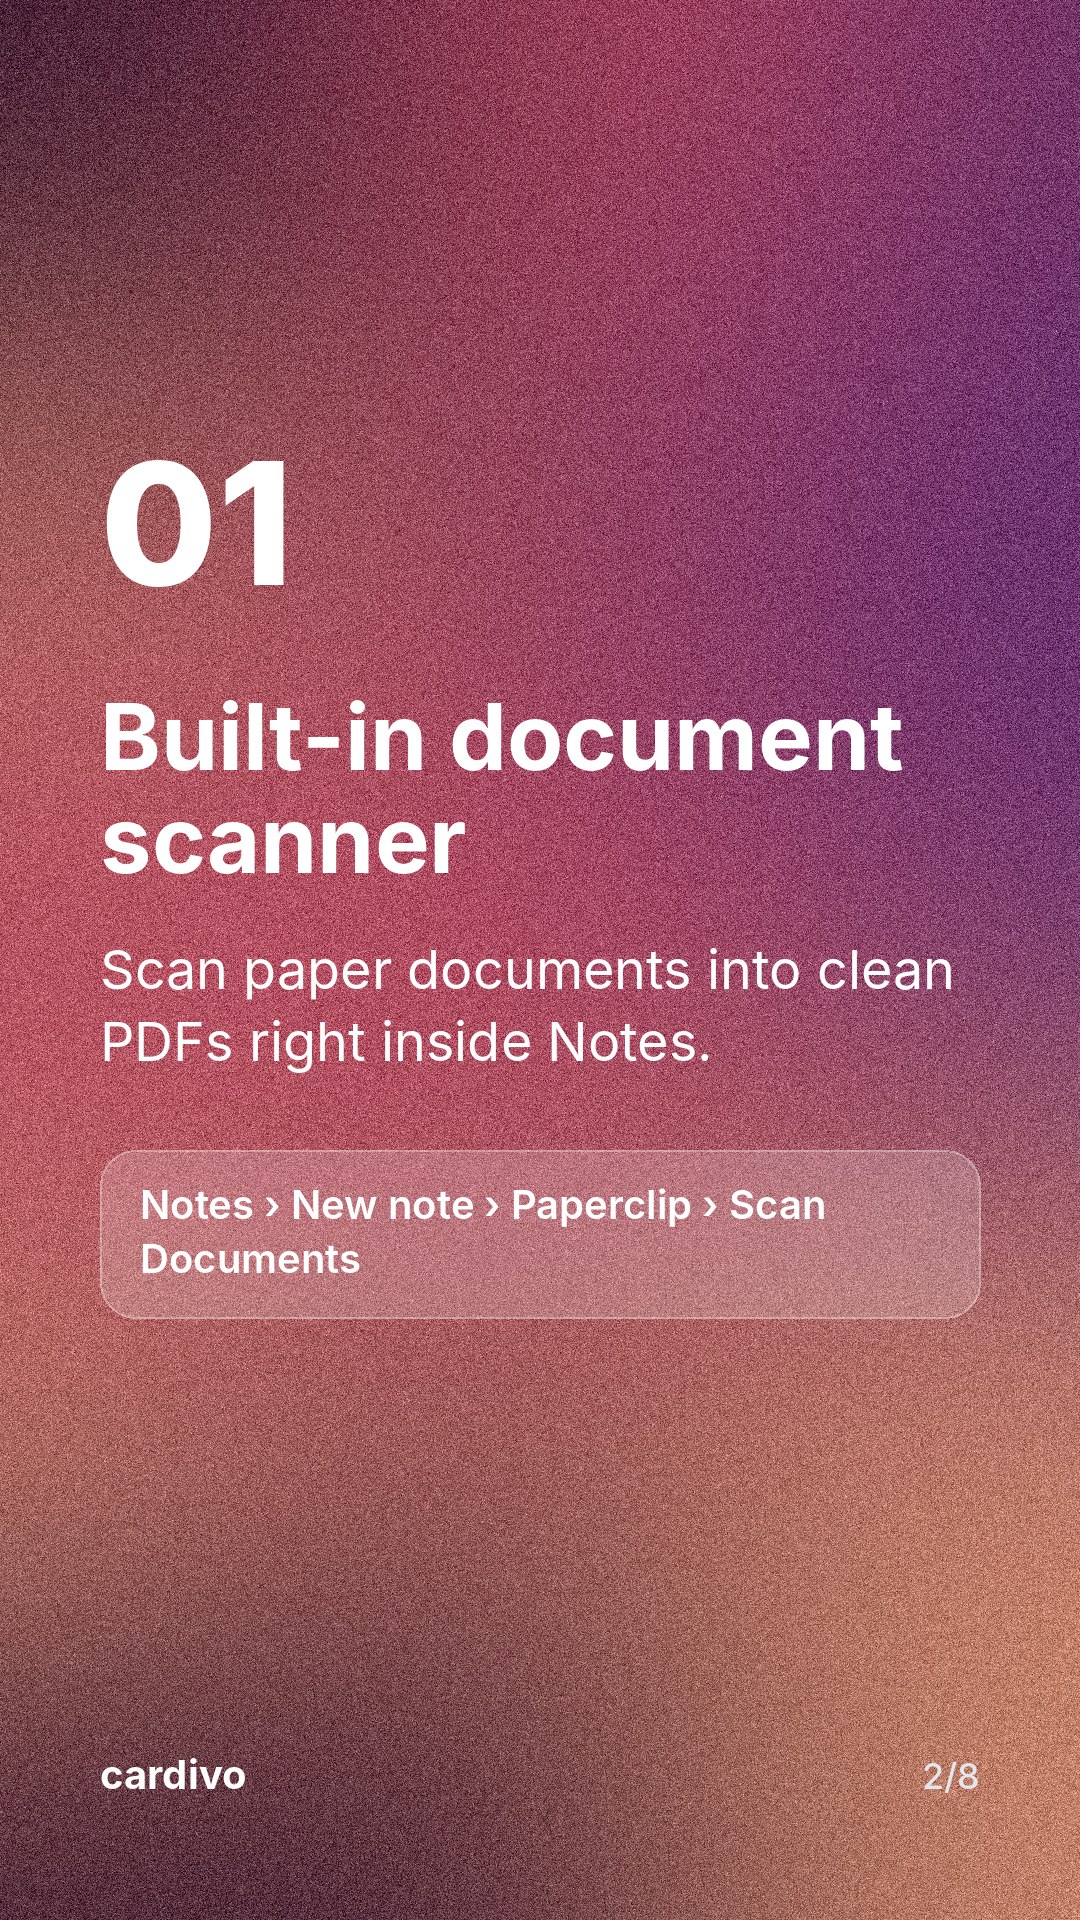 01
Built-in document
scanner
Scan paper documents into clean
PDFs right inside Notes.
Notes › New note › Paperclip › Scan
Documents
cardivo
2/8